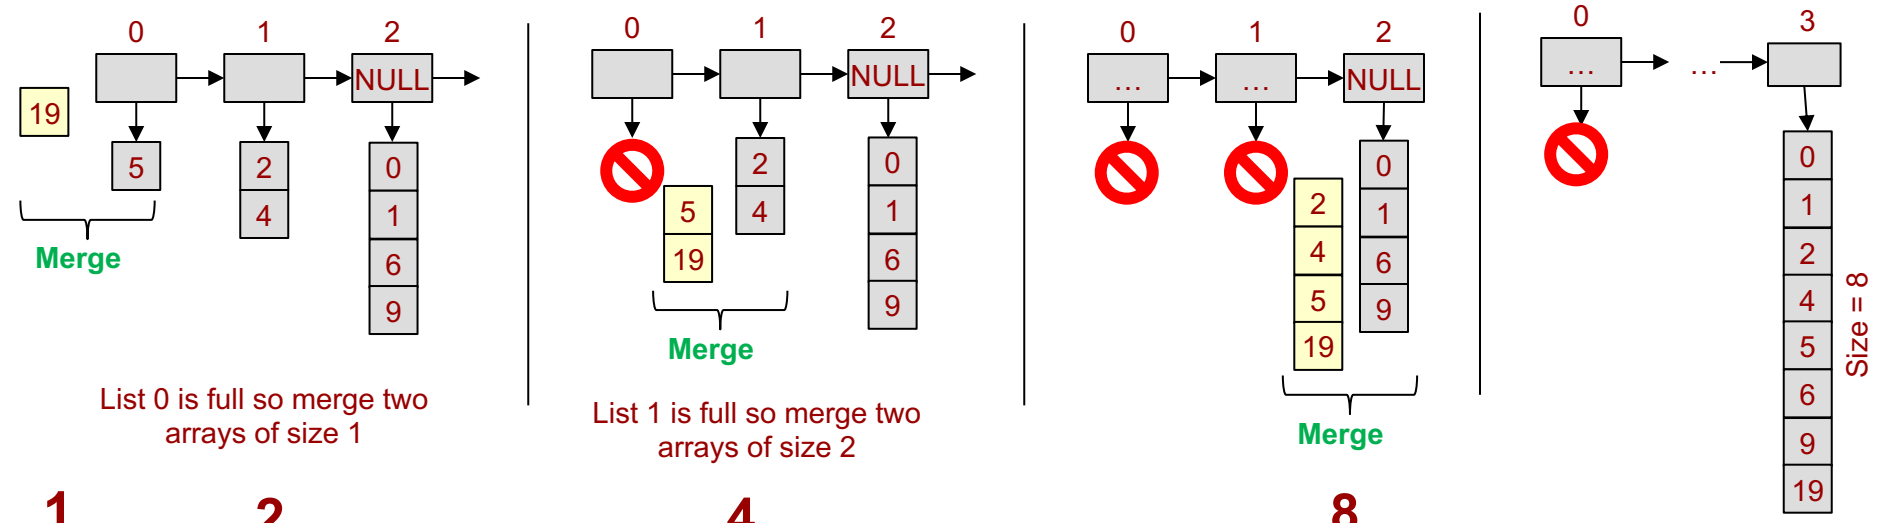 0 1 2
NULL
19
5
2
4
0
1
6
9
Merge
List 0 is full so merge two
arrays of size 1
0 1 2
NULL
2
4
5
19
0
1
6
9
Merge
List 1 is full so merge two
arrays of size 2
0 1 2
... ... NULL
2
4
5
19
0
1
6
9
Merge
0 3
... ...
0
1
2
4
5
6
9
19
Size = 8
1 2 4 8